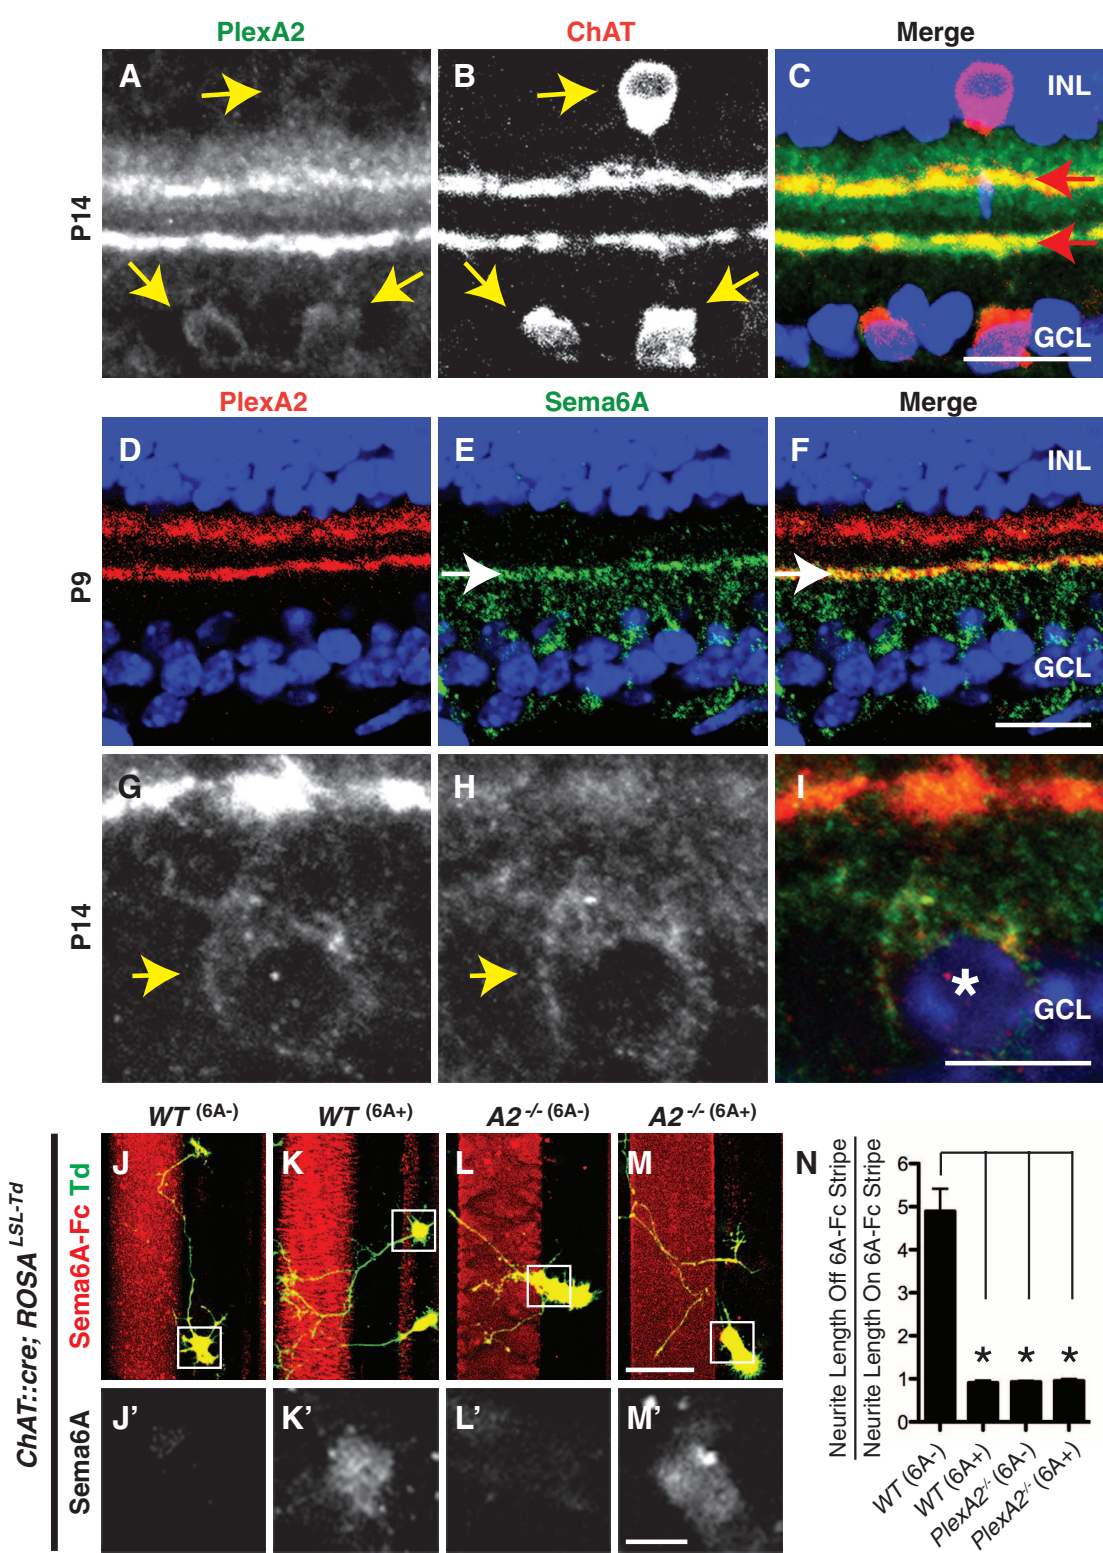 PlexA2 ChAT Merge
A B C INL
P14
GCL
PlexA2 Sema6A Merge
D E F INL
P9
GCL
G H I
P14
GCL
WT (6A-) WT (6A+) A2-/- (6A-) A2-/- (6A+)
ChAT::cre; ROSA LSL-Td
Sema6A-Fc Td
J K L M N
Neurite Length Off 6A-Fc Stripe
Neurite Length On 6A-Fc Stripe
6
5
4
3
2
1
0
* * *
*
Sema6A
J' K' L' M'
WT (6A-)
WT (6A+)
PlexA2-/- (6A-)
PlexA2-/- (6A+)